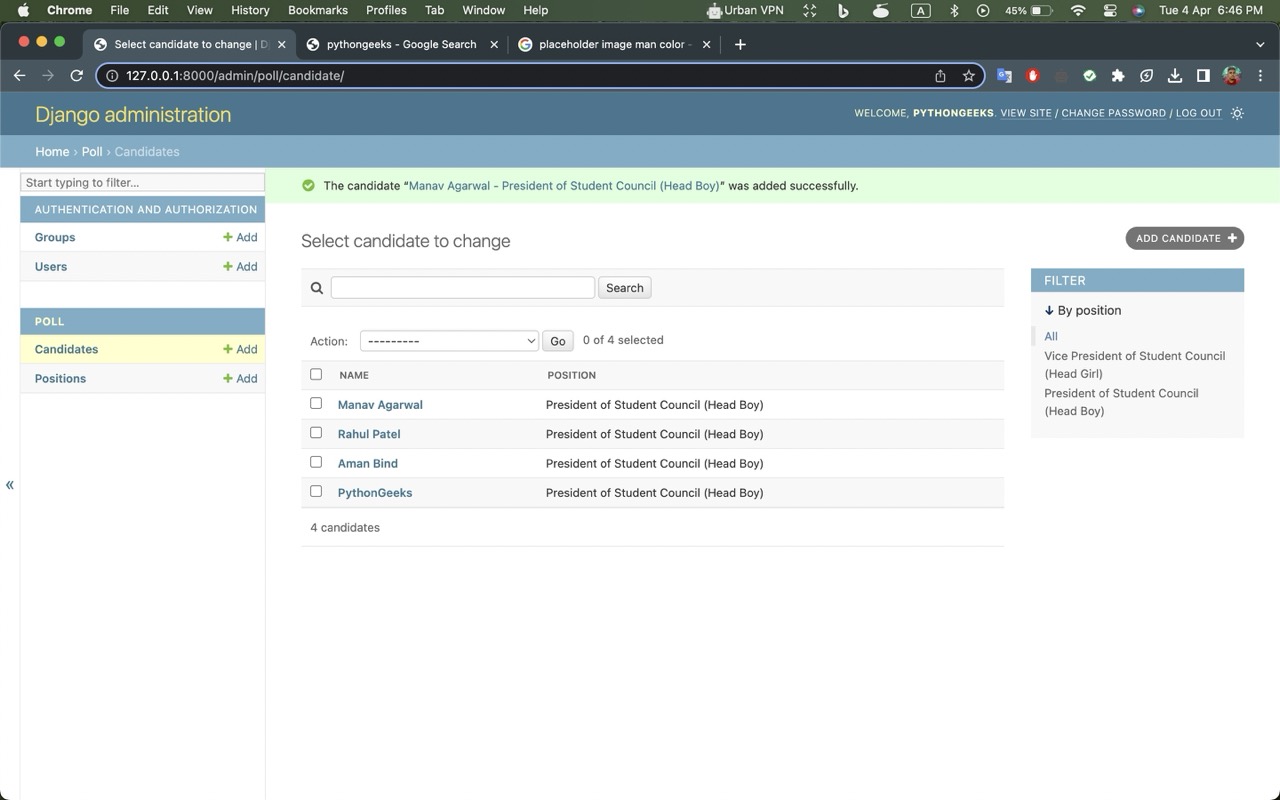 Chrome File Edit View History Bookmarks Profiles Tab Window Help Urban VPN A 45% Tue 4 Apr 6:46 PM
Select candidate to change | D pythongeeks - Google Search placeholder image man color -
127.0.0.1:8000/admin/poll/candidate/
Django administration
WELCOME, PYTHONGEEKS. VIEW SITE / CHANGE PASSWORD / LOG OUT
Home › Poll › Candidates
Start typing to filter...
AUTHENTICATION AND AUTHORIZATION
Groups + Add
Users + Add
POLL
Candidates + Add
Positions + Add
«
The candidate “Manav Agarwal - President of Student Council (Head Boy)” was added successfully.
Select candidate to change
ADD CANDIDATE +
Search
Action: --------- Go 0 of 4 selected
NAME POSITION
Manav Agarwal President of Student Council (Head Boy)
Rahul Patel President of Student Council (Head Boy)
Aman Bind President of Student Council (Head Boy)
PythonGeeks President of Student Council (Head Boy)
4 candidates
FILTER
↓ By position
All
Vice President of Student Council
(Head Girl)
President of Student Council
(Head Boy)